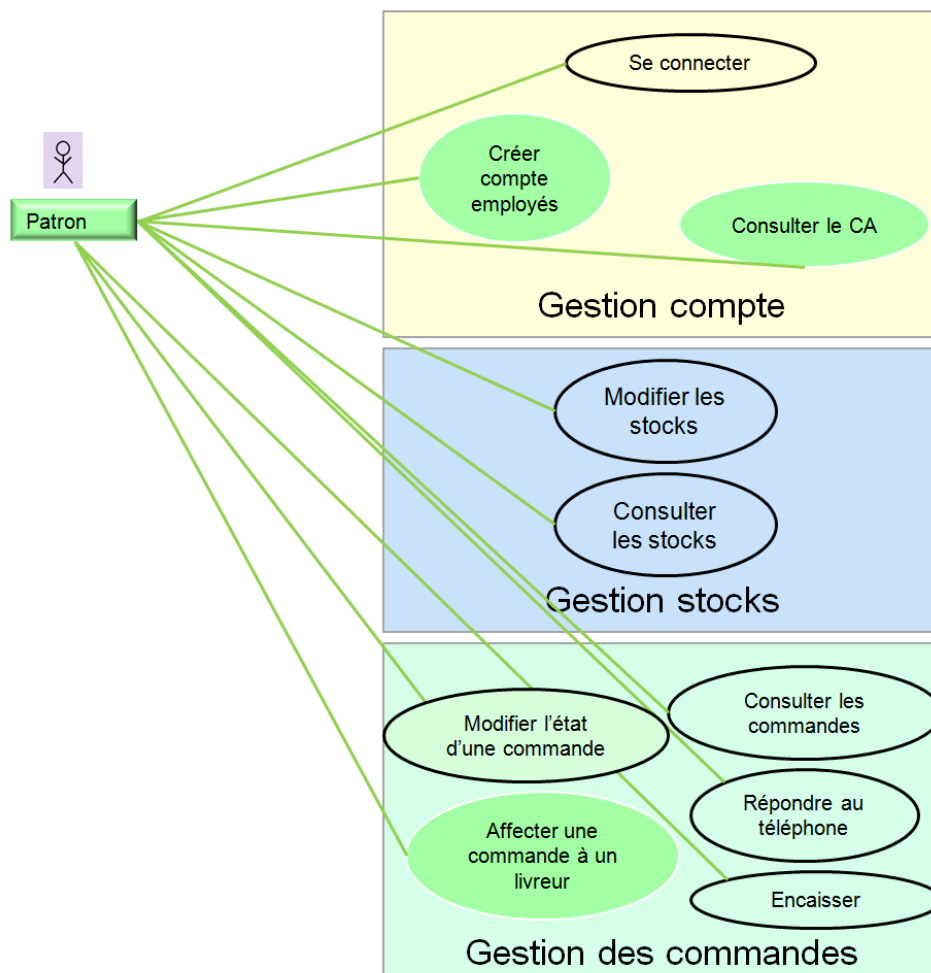 Se connecter
Créer
compte
employés
Patron
Consulter le CA
Gestion compte
Modifier les
stocks
Consulter
les stocks
Gestion stocks
Consulter les
commandes
Modifier l’état
d’une commande
Répondre au
téléphone
Affecter une
commande à un
livreur
Encaisser
Gestion des commandes